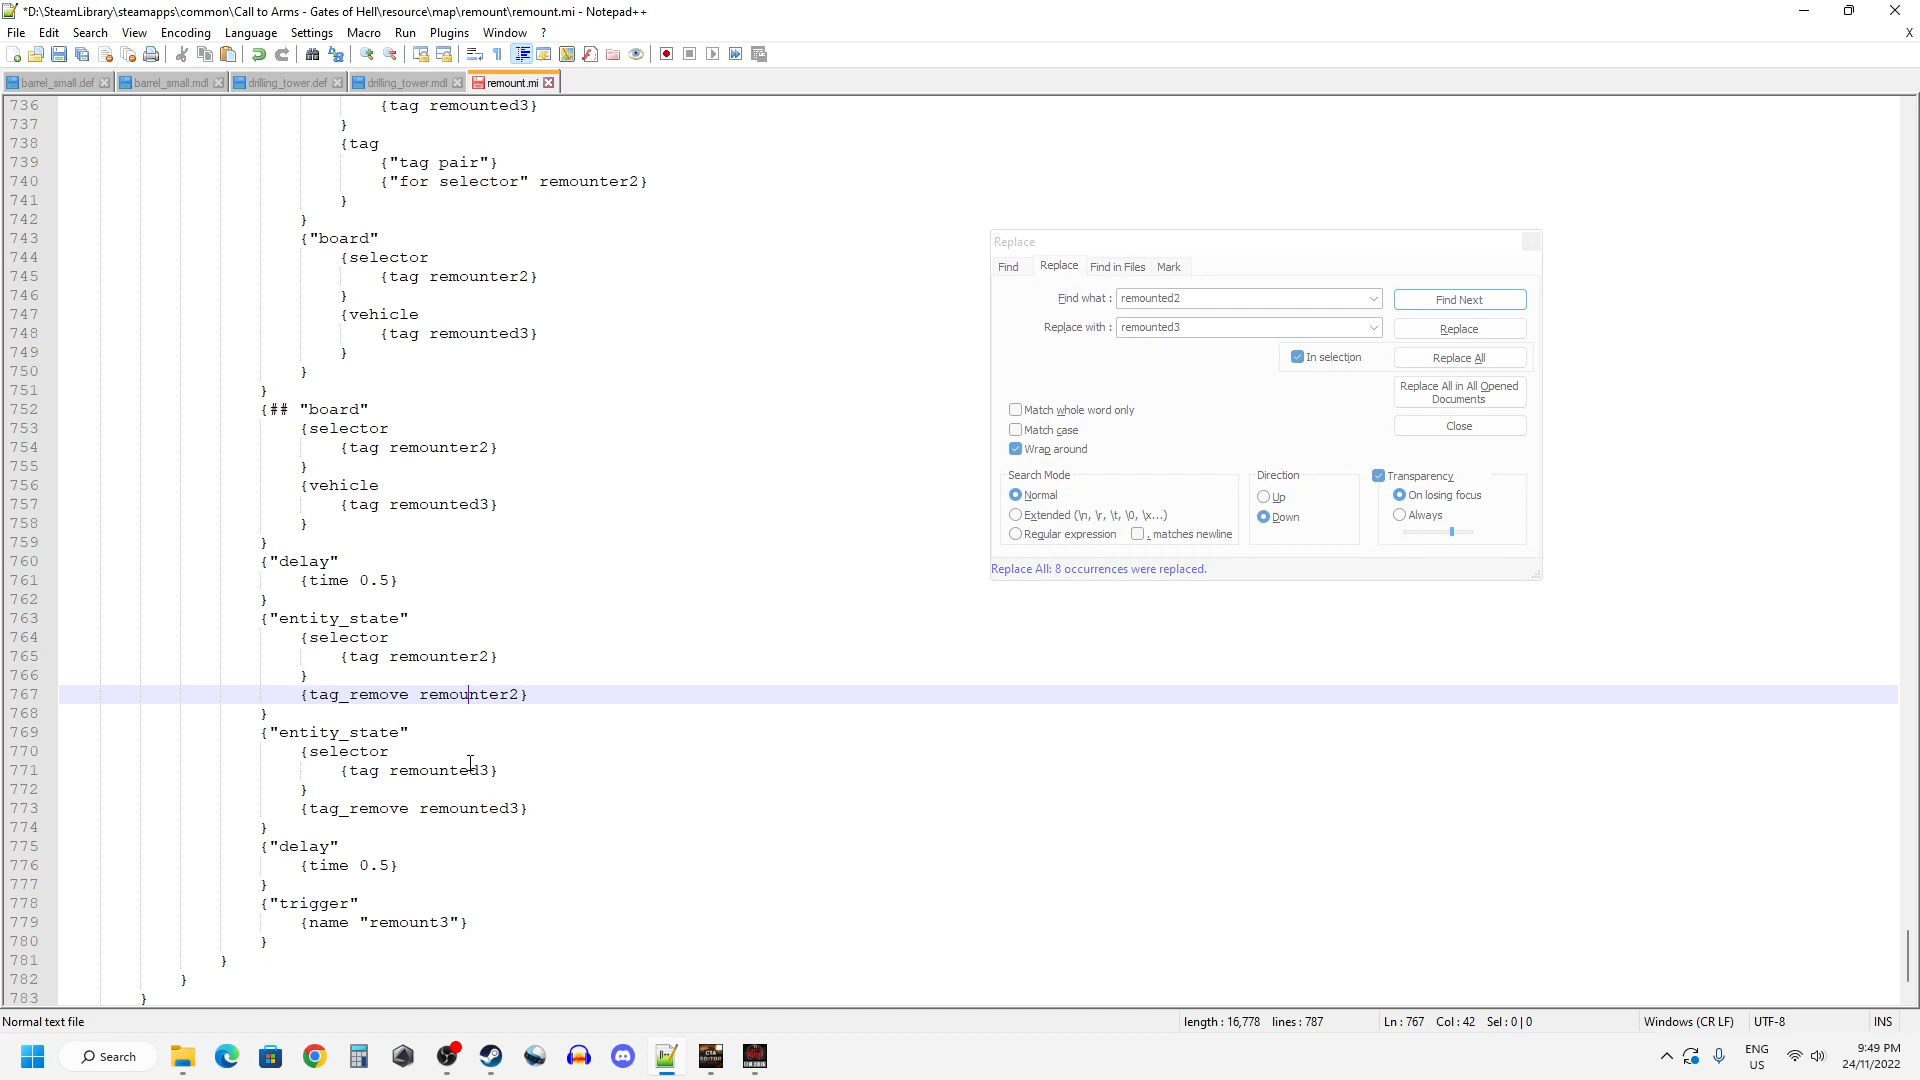 *D:\SteamLibrary\steamapps\common\Call to Arms - Gates of Hell\resource\map\remount\remount.mi - Notepad++
File Edit Search View Encoding Language Settings Macro Run Plugins Window ? X
barrel_small.def barrel_small.mdl drilling_tower.def drilling_tower.mdl remount.mi
736 {tag remounted3}
737 }
738 {tag
739 {"tag pair"}
740 {"for selector" remounter2}
741 }
742 }
743 {"board"
744 {selector
745 {tag remounter2}
746 }
747 {vehicle
748 {tag remounted3}
749 }
750 }
751 }
752 {## "board"
753 {selector
754 {tag remounter2}
755 }
756 {vehicle
757 {tag remounted3}
758 }
759 }
760 {"delay"
761 {time 0.5}
762 }
763 {"entity_state"
764 {selector
765 {tag remounter2}
766 }
767 {tag_remove remounter2}
768 }
769 {"entity_state"
770 {selector
771 {tag remounted3}
772 }
773 {tag_remove remounted3}
774 }
775 {"delay"
776 {time 0.5}
777 }
778 {"trigger"
779 {name "remount3"}
780 }
781 }
782 }
783 }
Replace
Find Replace Find in Files Mark
Find what : remounted2 Find Next
Replace with : remounted3 Replace
In selection Replace All
Replace All in All Opened
Documents
Close
Match whole word only
Match case
Wrap around
Search Mode Direction Transparency
Normal Up On losing focus
Extended (\n, \r, \t, \0, \x...) Down Always
Regular expression . matches newline
Replace All: 8 occurrences were replaced.
Normal text file length : 16,778 lines : 787 Ln : 767 Col : 42 Sel : 0 | 0 Windows (CR LF) UTF-8 INS
Search
CTA
EDITOR
ENG
US
9:49 PM
24/11/2022